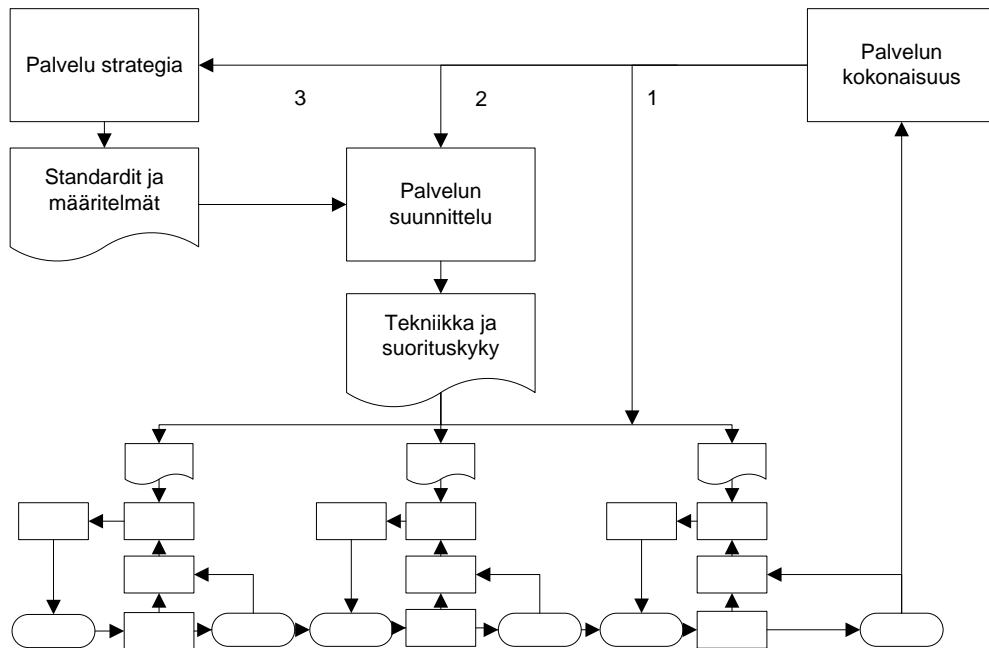 Palvelu strategia
Palvelun
kokonaisuus
3
2
1
Standardit ja
määritelmät
Palvelun
suunnittelu
Tekniikka ja
suorituskyky